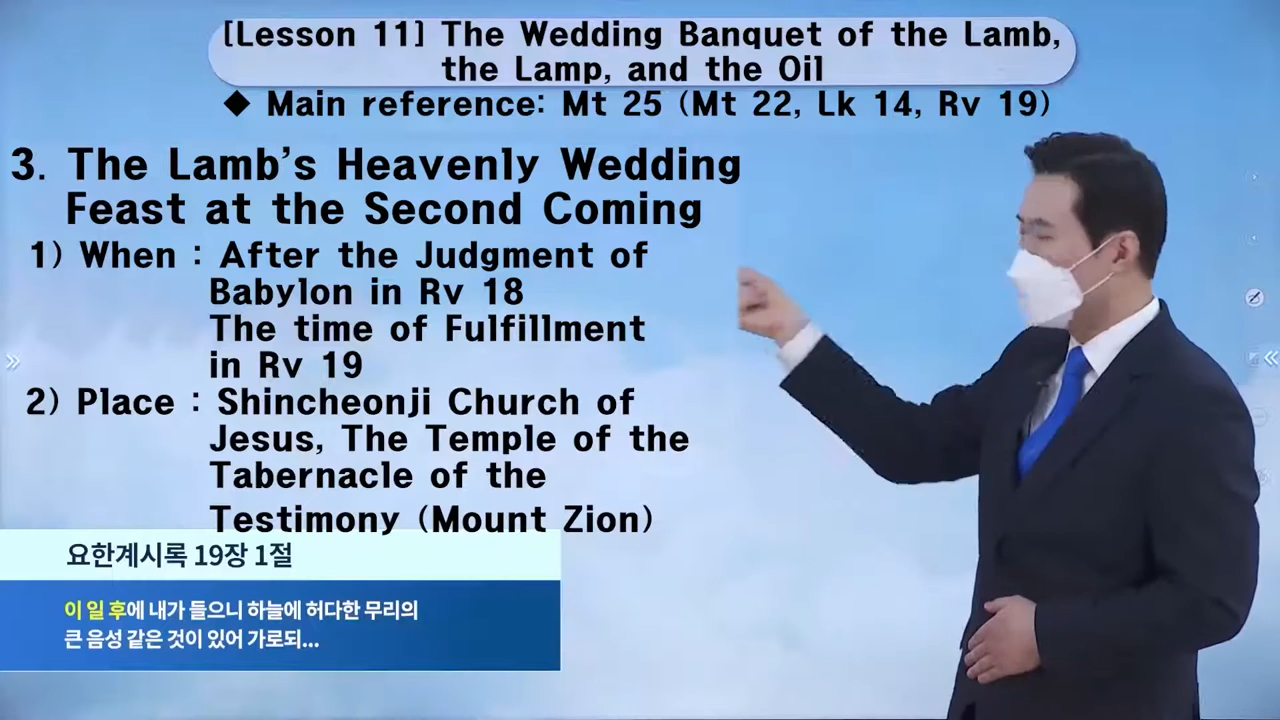 [Lesson 11] The Wedding Banquet of the Lamb,
the Lamp, and the Oil
◆ Main reference: Mt 25 (Mt 22, Lk 14, Rv 19)
3. The Lamb's Heavenly Wedding
Feast at the Second Coming
1) When : After the Judgment of
Babylon in Rv 18
The time of Fulfillment
in Rv 19
2) Place : Shincheonji Church of
Jesus, The Temple of the
Tabernacle of the
Testimony (Mount Zion)
요한계시록 19장 1절
이 일 후에 내가 들으니 하늘에 허다한 무리의
큰 음성 같은 것이 있어 가로되...